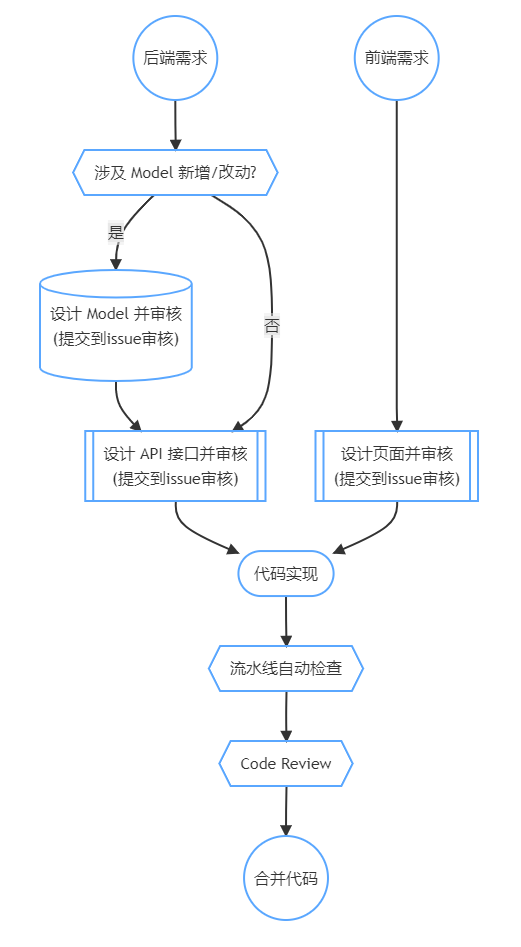 后端需求
前端需求
涉及 Model 新增/改动?
是
设计 Model 并审核
(提交到issue审核)
否
设计 API 接口并审核
(提交到issue审核)
设计页面并审核
(提交到issue审核)
代码实现
流水线自动检查
Code Review
合并代码